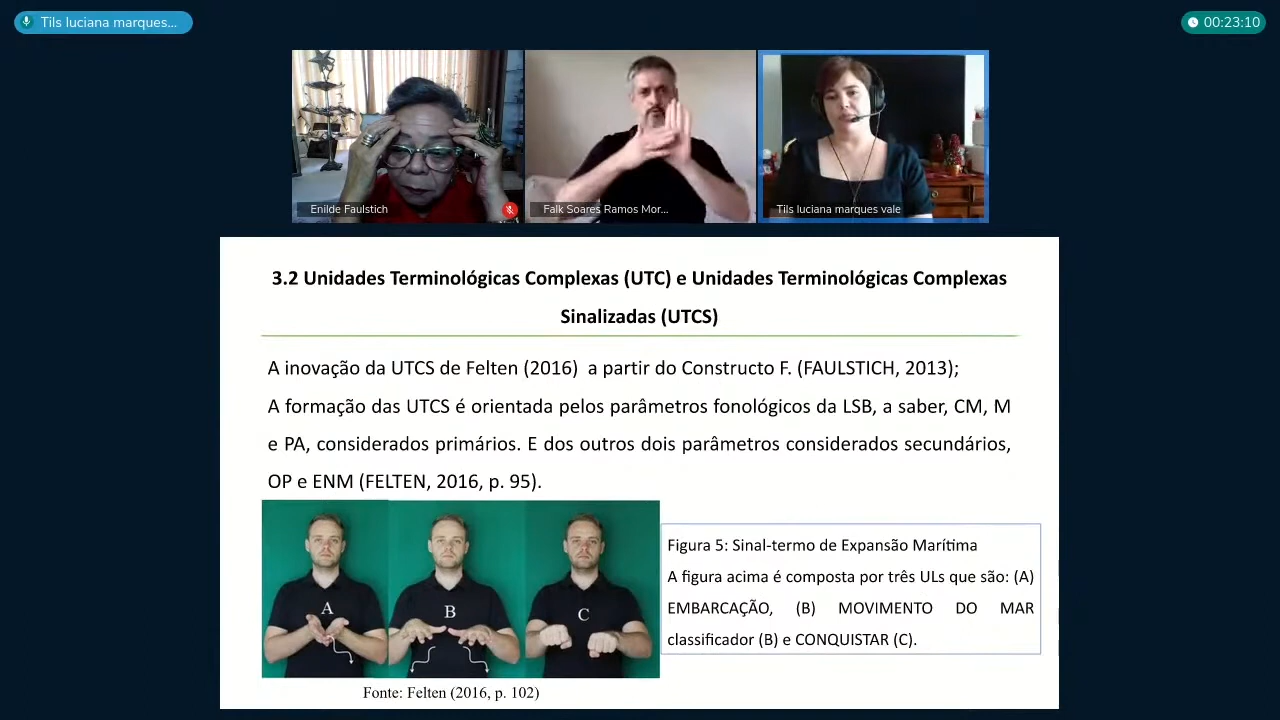 Tils luciana marques...
00:23:10
Enilde Faulstich
Falk Soares Ramos Mor...
Tils luciana marques vale
3.2 Unidades Terminológicas Complexas (UTC) e Unidades Terminológicas Complexas
Sinalizadas (UTCS)
A inovação da UTCS de Felten (2016) a partir do Constructo F. (FAULSTICH, 2013);
A formação das UTCS é orientada pelos parâmetros fonológicos da LSB, a saber, CM, M
e PA, considerados primários. E dos outros dois parâmetros considerados secundários,
OP e ENM (FELTEN, 2016, p. 95).
A
B
C
Figura 5: Sinal-termo de Expansão Marítima
A figura acima é composta por três ULs que são: (A)
EMBARCAÇÃO, (B) MOVIMENTO DO MAR
classificador (B) e CONQUISTAR (C).
Fonte: Felten (2016, p. 102)